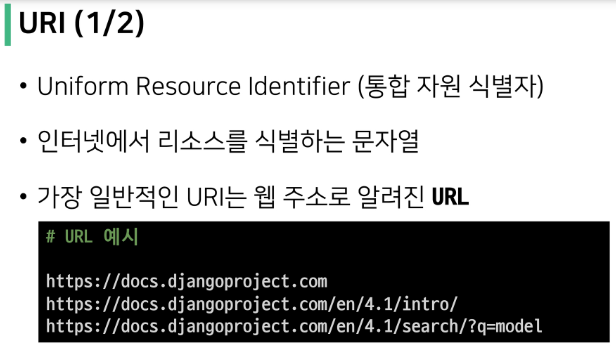 URI (1/2)
• Uniform Resource Identifier (통합 자원 식별자)
• 인터넷에서 리소스를 식별하는 문자열
• 가장 일반적인 URI는 웹 주소로 알려진 URL
# URL 예시
https://docs.djangoproject.com
https://docs.djangoproject.com/en/4.1/intro/
https://docs.djangoproject.com/en/4.1/search/?q=model